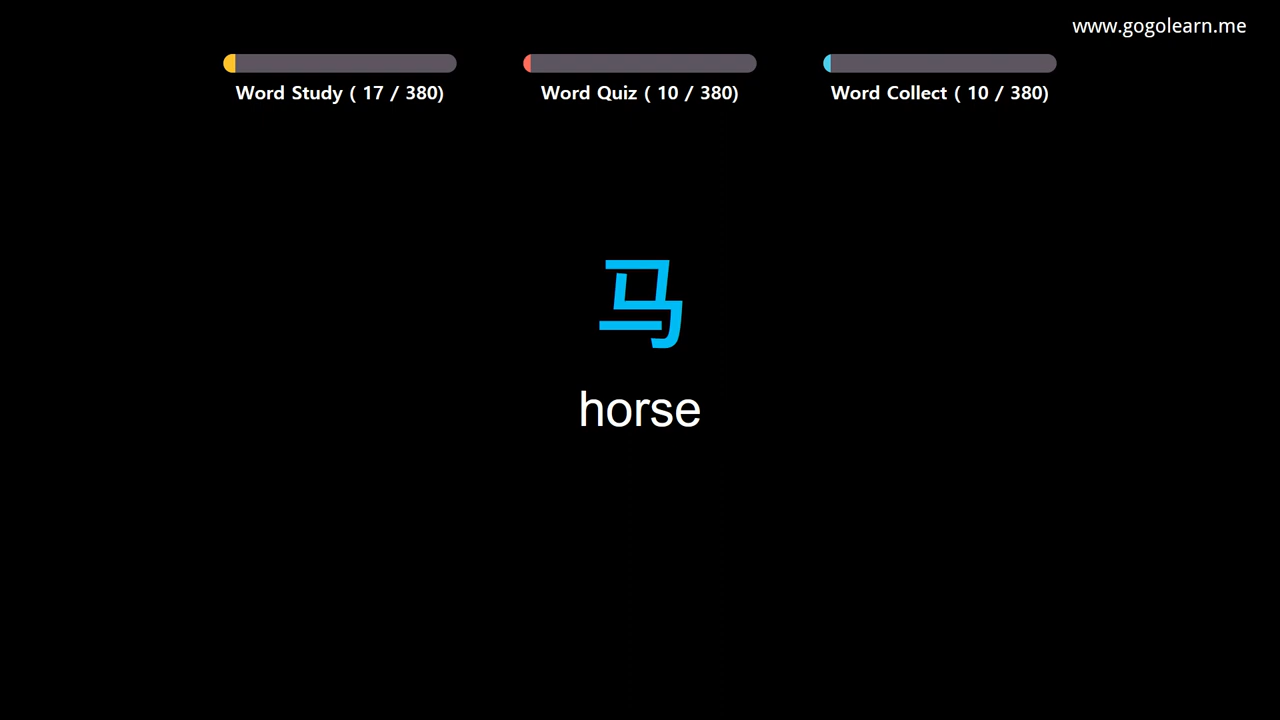 www.gogolearn.me
Word Study ( 17 / 380)
Word Quiz ( 10 / 380)
Word Collect ( 10 / 380)
马
horse